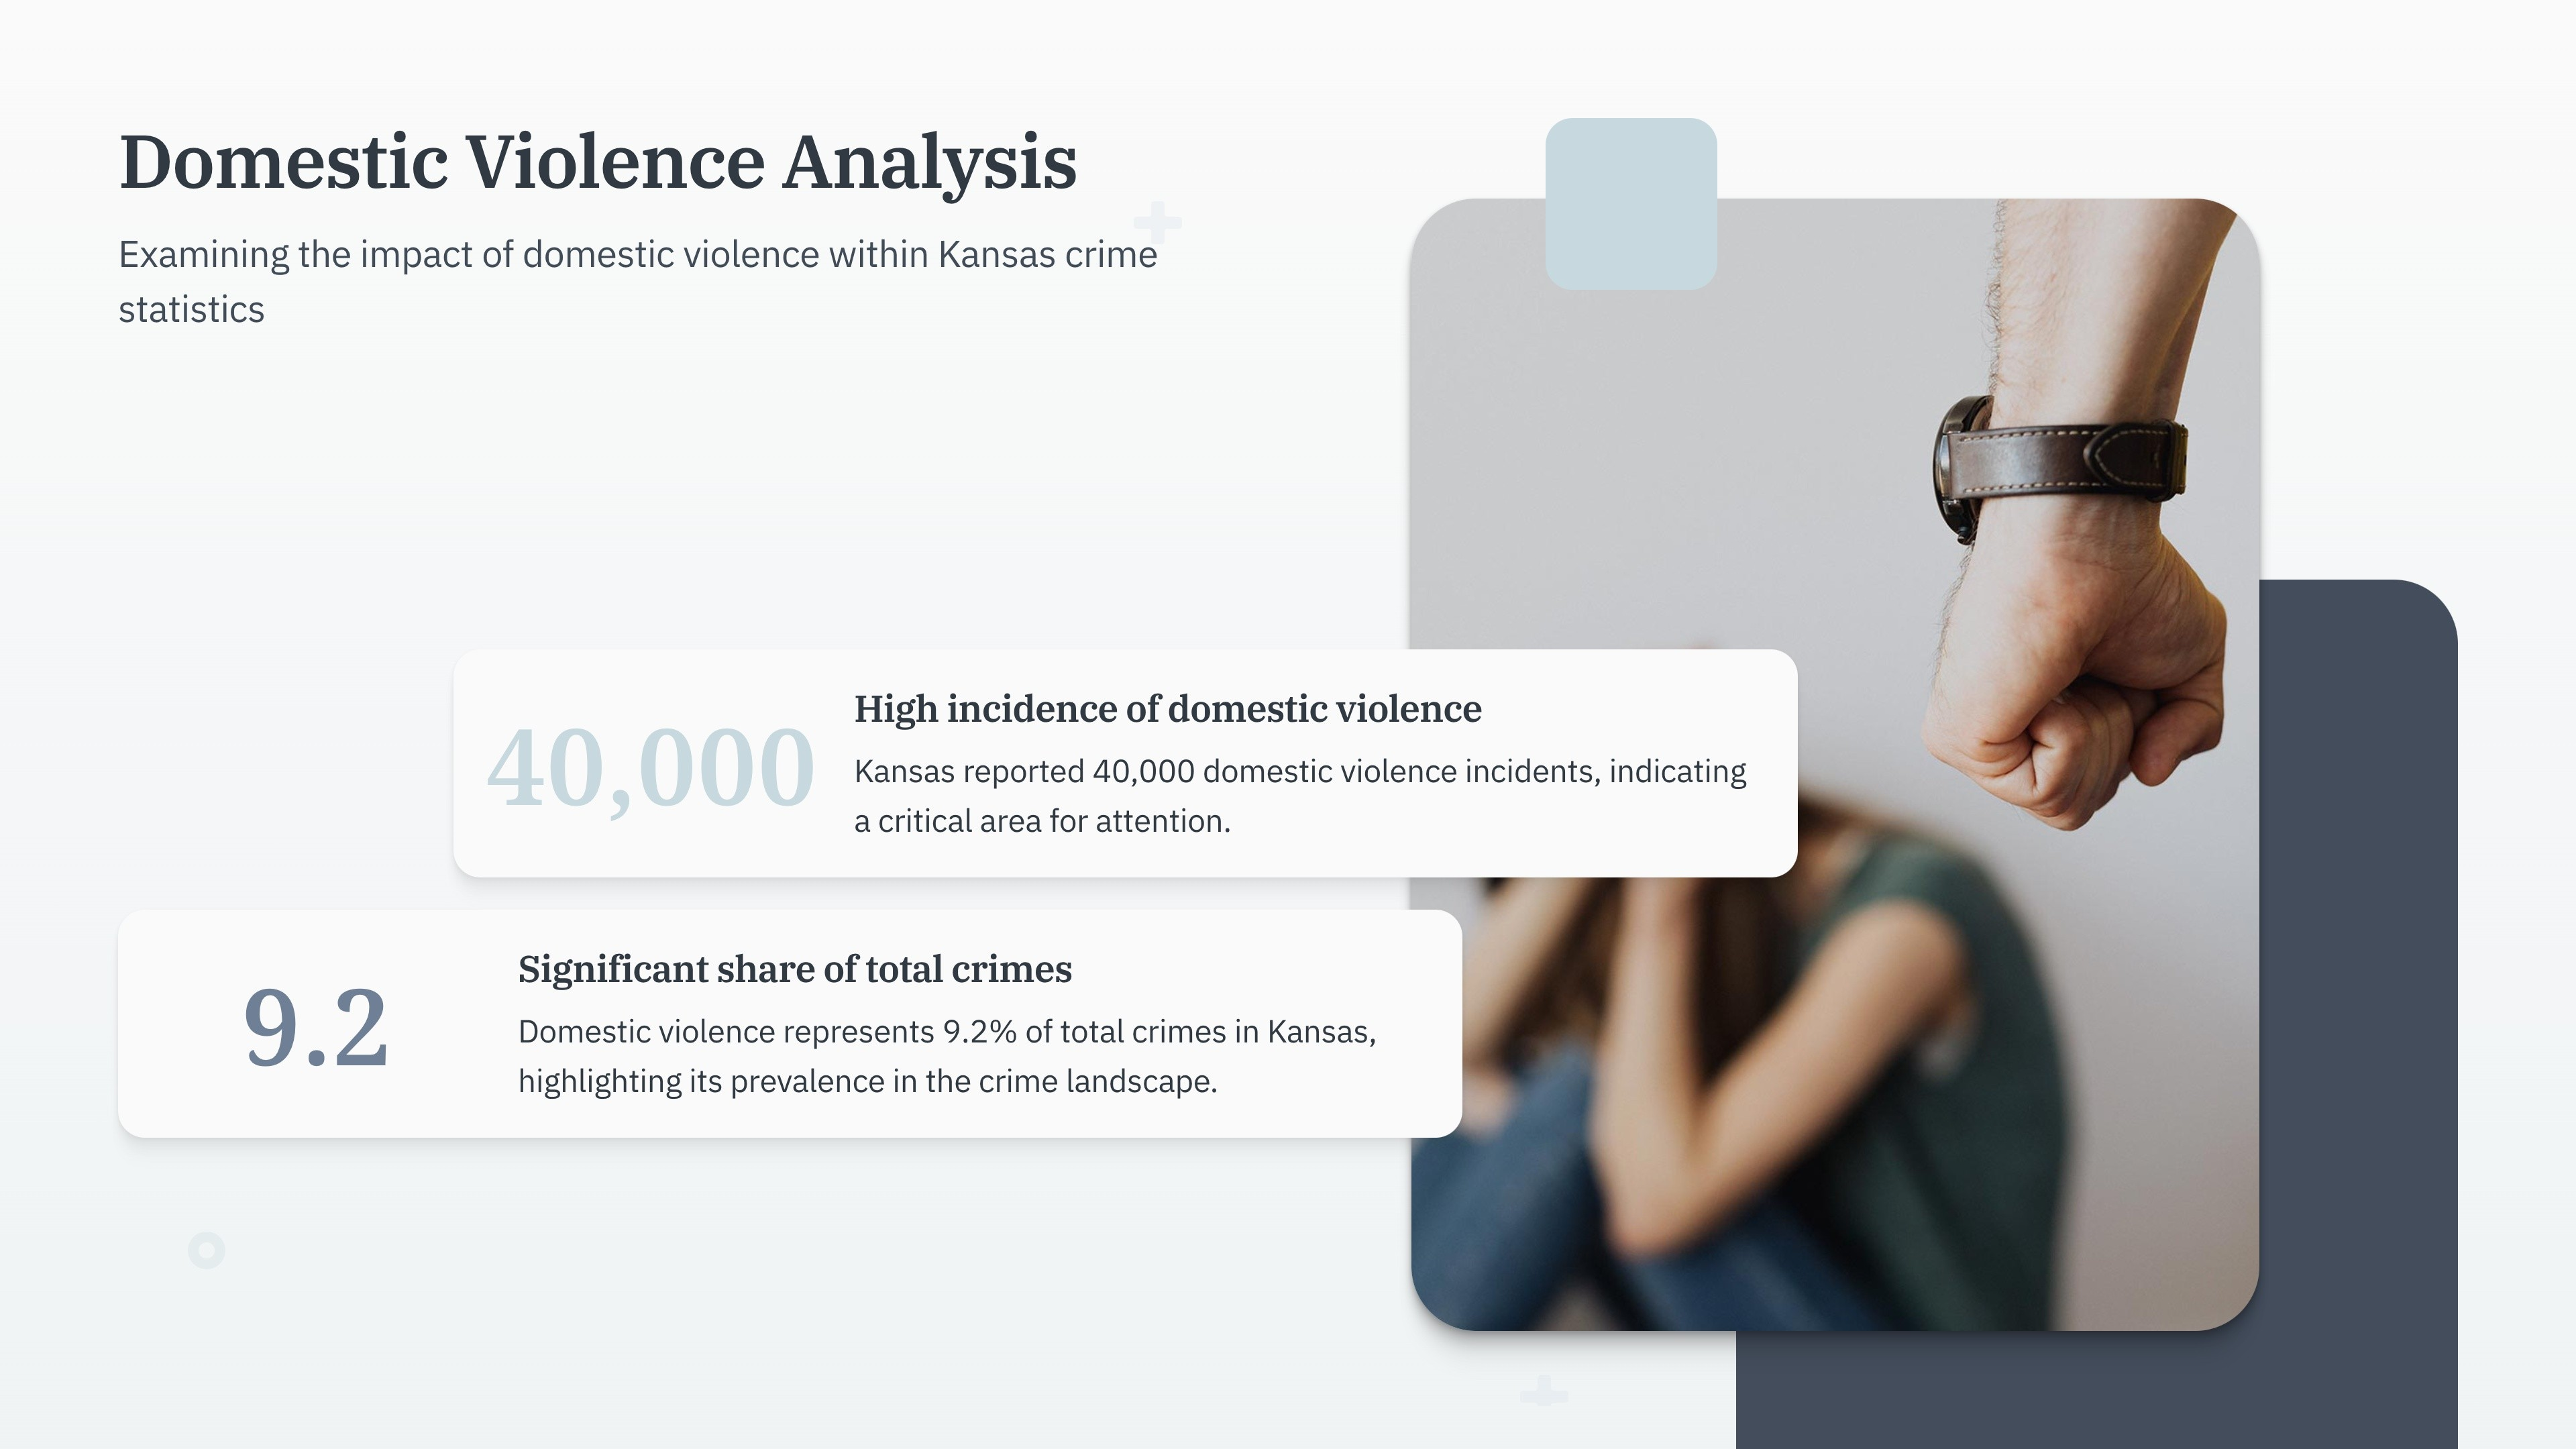 Domestic Violence Analysis
Examining the impact of domestic violence within Kansas crime
statistics
40,000
High incidence of domestic violence
Kansas reported 40,000 domestic violence incidents, indicating
a critical area for attention.
9.2
Significant share of total crimes
Domestic violence represents 9.2% of total crimes in Kansas,
highlighting its prevalence in the crime landscape.